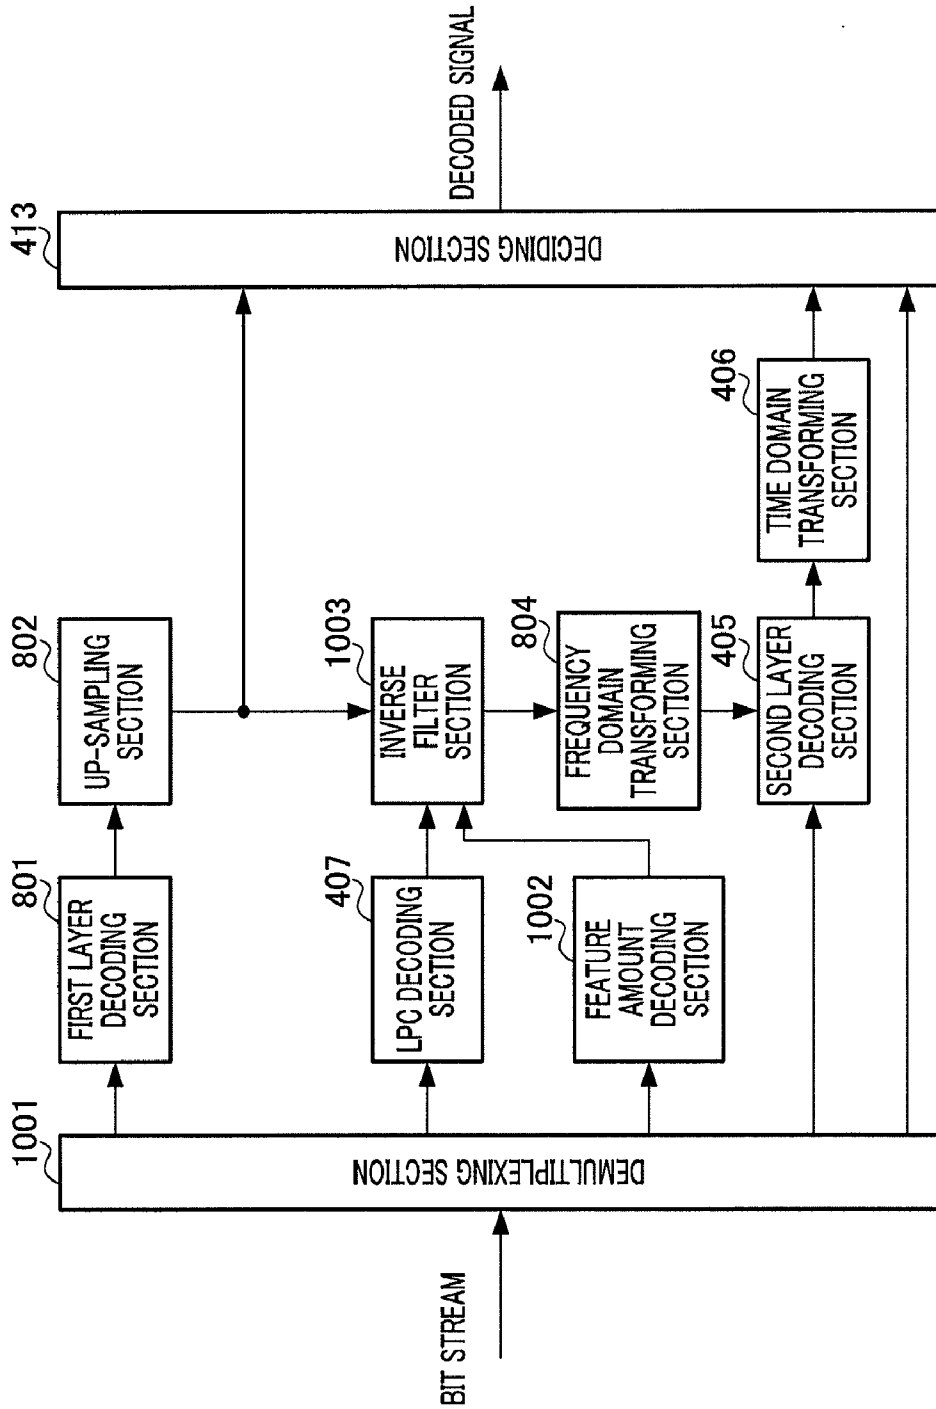 BIT STREAM
1001
DEMULTIPLEXING SECTION
801
FIRST LAYER
DECODING
SECTION
802
UP-SAMPLING
SECTION
407
LPC DECODING
SECTION
1003
INVERSE
FILTER
SECTION
1002
FEATURE
AMOUNT
DECODING
SECTION
804
FREQUENCY
DOMAIN
TRANSFORMING
SECTION
405
SECOND LAYER
DECODING
SECTION
406
TIME DOMAIN
TRANSFORMING
SECTION
413
DECIDING SECTION
DECODED SIGNAL